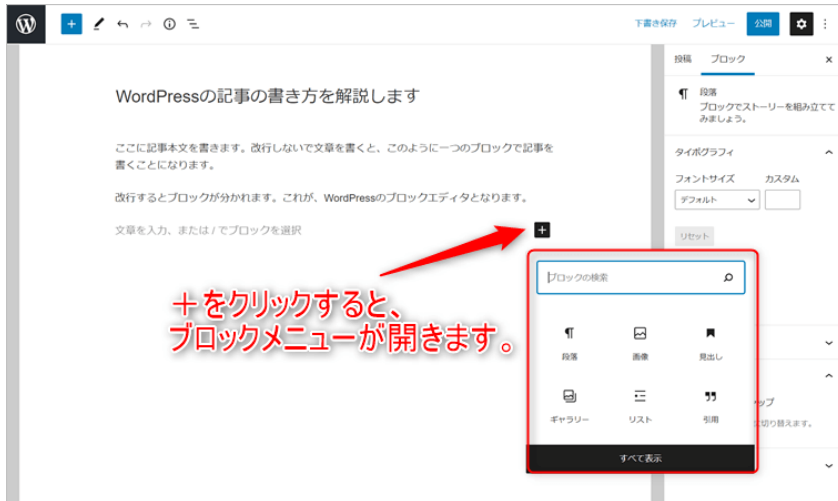 下書き保存 プレビュー 公開
投稿 ブロック
WordPressの記事の書き方を解説します
段落
ブロックでストーリーを組み立てて
みましょう。
ここに記事本文を書きます。改行しないで文章を書くと、このように一つのブロックで記事を
書くことになります。
タイポグラフィ
フォントサイズ カスタム
改行するとブロックが分かれます。これが、WordPressのブロックエディタとなります。
デフォルト
文章を入力、または / でブロックを選択
リセット
ブロックの検索
+をクリックすると、
ブロックメニューが開きます。
段落 画像 見出し
ギャラリー リスト 引用
ップ
に切り替えます。
すべて表示